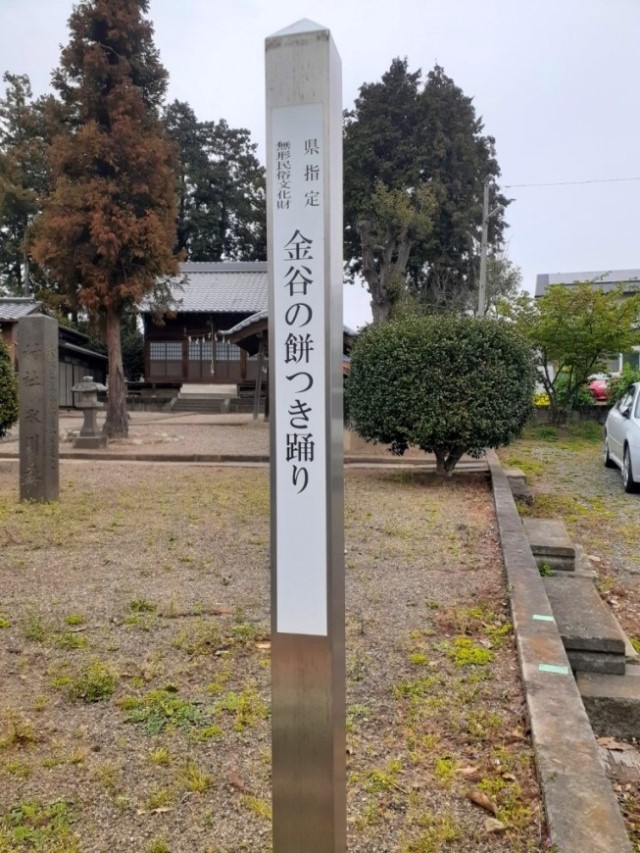 県指定
無形民俗文化財
金谷の餅つき踊り